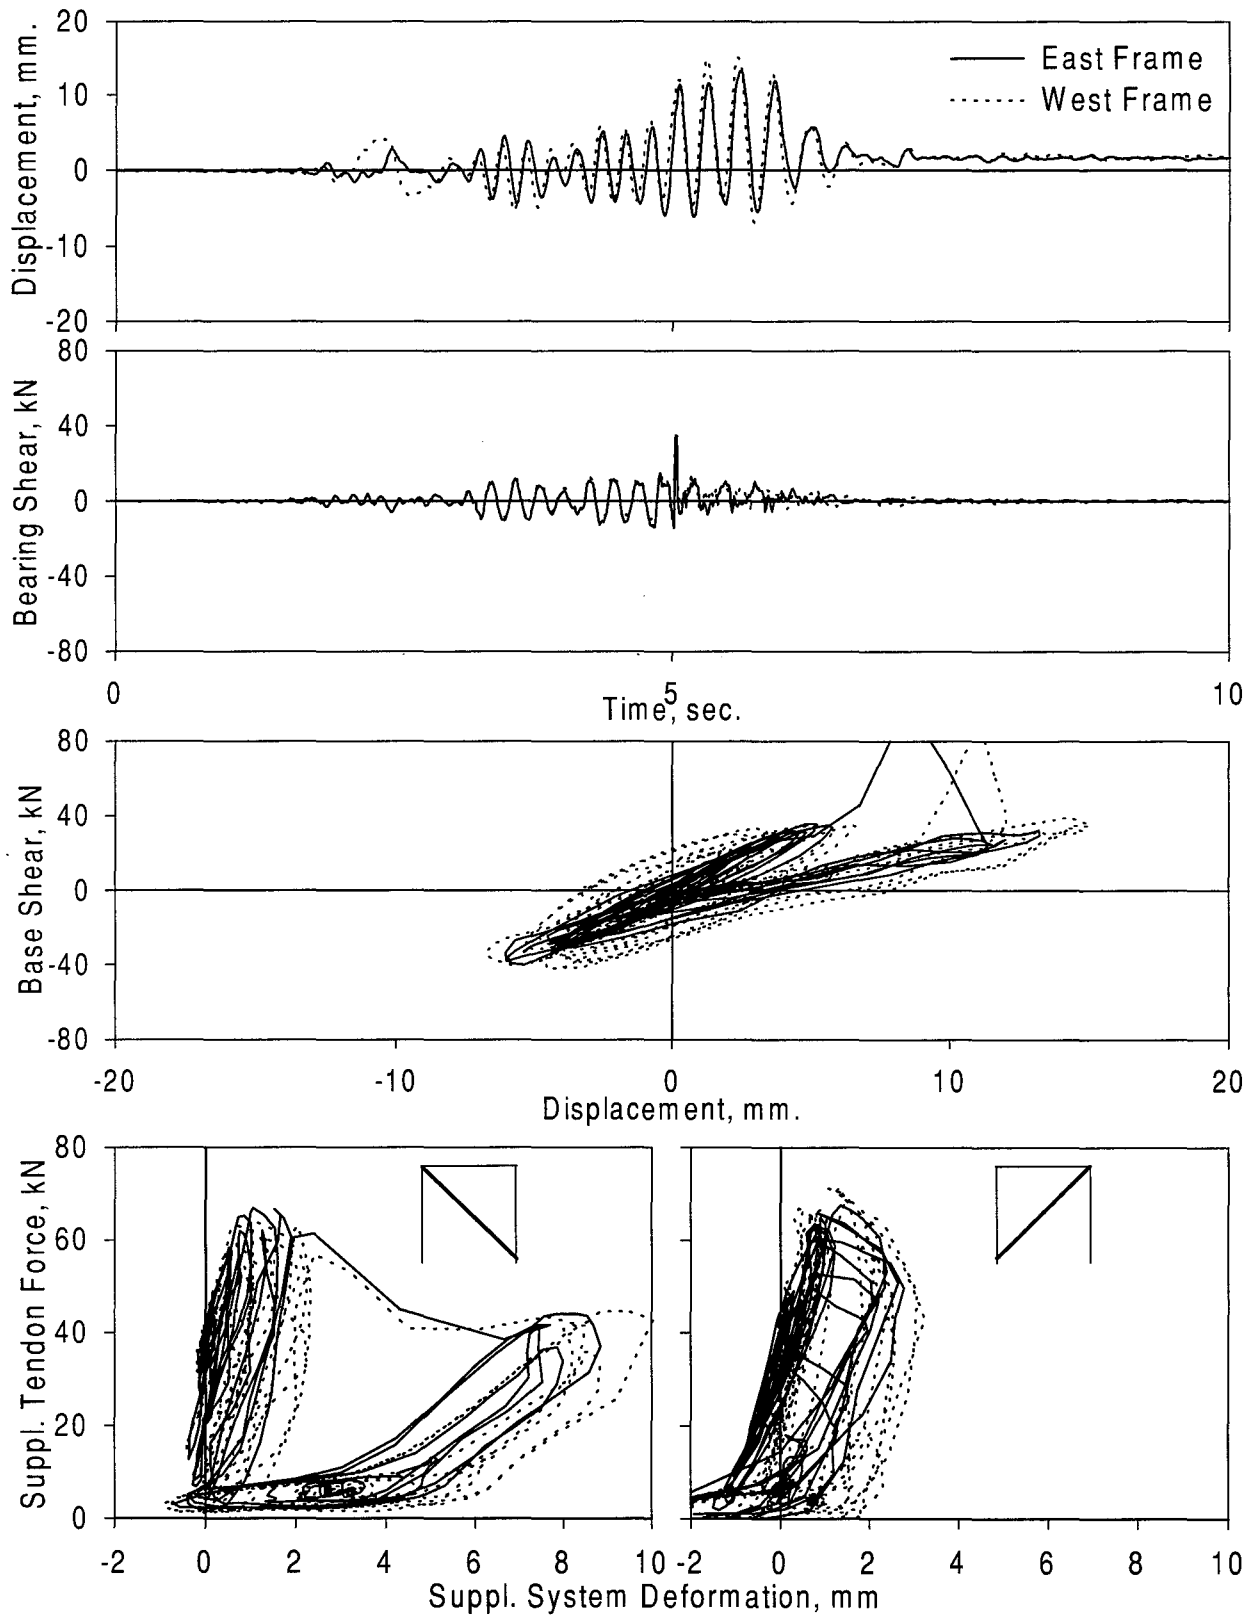 20
10
0
-10
-20
Displacement, mm.
East Frame
West Frame
80
40
0
-40
-80
Bearing Shear, kN
0 5 10
Time, sec.
80
40
0
-40
-80
Base Shear, kN
-20 -10 0 10 20
Displacement, mm.
80
60
40
20
0
Suppl. Tendon Force, kN
-2 0 2 4 6 8 10 -2 0 2 4 6 8 10
Suppl. System Deformation, mm